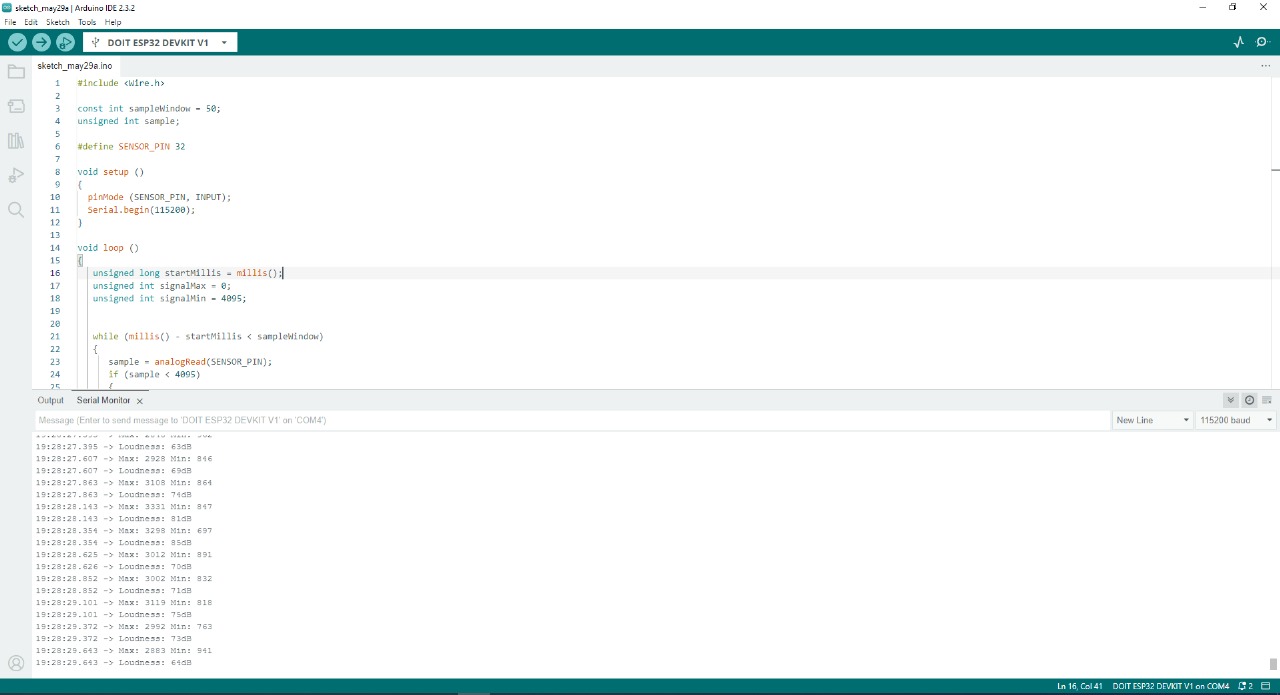 sketch_may29a | Arduino IDE 2.3.2
File Edit Sketch Tools Help
DOIT ESP32 DEVKIT V1
sketch_may29a.ino
1 #include <Wire.h>
2
3 const int sampleWindow = 50;
4 unsigned int sample;
5
6 #define SENSOR_PIN 32
7
8 void setup ()
9 {
10 pinMode (SENSOR_PIN, INPUT);
11 Serial.begin(115200);
12 }
13
14 void loop ()
15 {
16 unsigned long startMillis = millis();
17 unsigned int signalMax = 0;
18 unsigned int signalMin = 4095;
19
20
21 while (millis() - startMillis < sampleWindow)
22 {
23 sample = analogRead(SENSOR_PIN);
24 if (sample < 4095)
25 {
Output Serial Monitor
Message (Enter to send message to 'DOIT ESP32 DEVKIT V1' on 'COM4')
New Line 115200 baud
19:28:27.395 -> Loudness: 63dB
19:28:27.607 -> Max: 2928 Min: 846
19:28:27.607 -> Loudness: 69dB
19:28:27.863 -> Max: 3108 Min: 864
19:28:27.863 -> Loudness: 74dB
19:28:28.143 -> Max: 3331 Min: 847
19:28:28.143 -> Loudness: 81dB
19:28:28.354 -> Max: 3298 Min: 697
19:28:28.354 -> Loudness: 85dB
19:28:28.625 -> Max: 3012 Min: 891
19:28:28.626 -> Loudness: 70dB
19:28:28.852 -> Max: 3002 Min: 832
19:28:28.852 -> Loudness: 71dB
19:28:29.101 -> Max: 3119 Min: 818
19:28:29.101 -> Loudness: 75dB
19:28:29.372 -> Max: 2992 Min: 763
19:28:29.372 -> Loudness: 73dB
19:28:29.643 -> Max: 2883 Min: 941
19:28:29.643 -> Loudness: 64dB
Ln 16, Col 41 DOIT ESP32 DEVKIT V1 on COM4 2